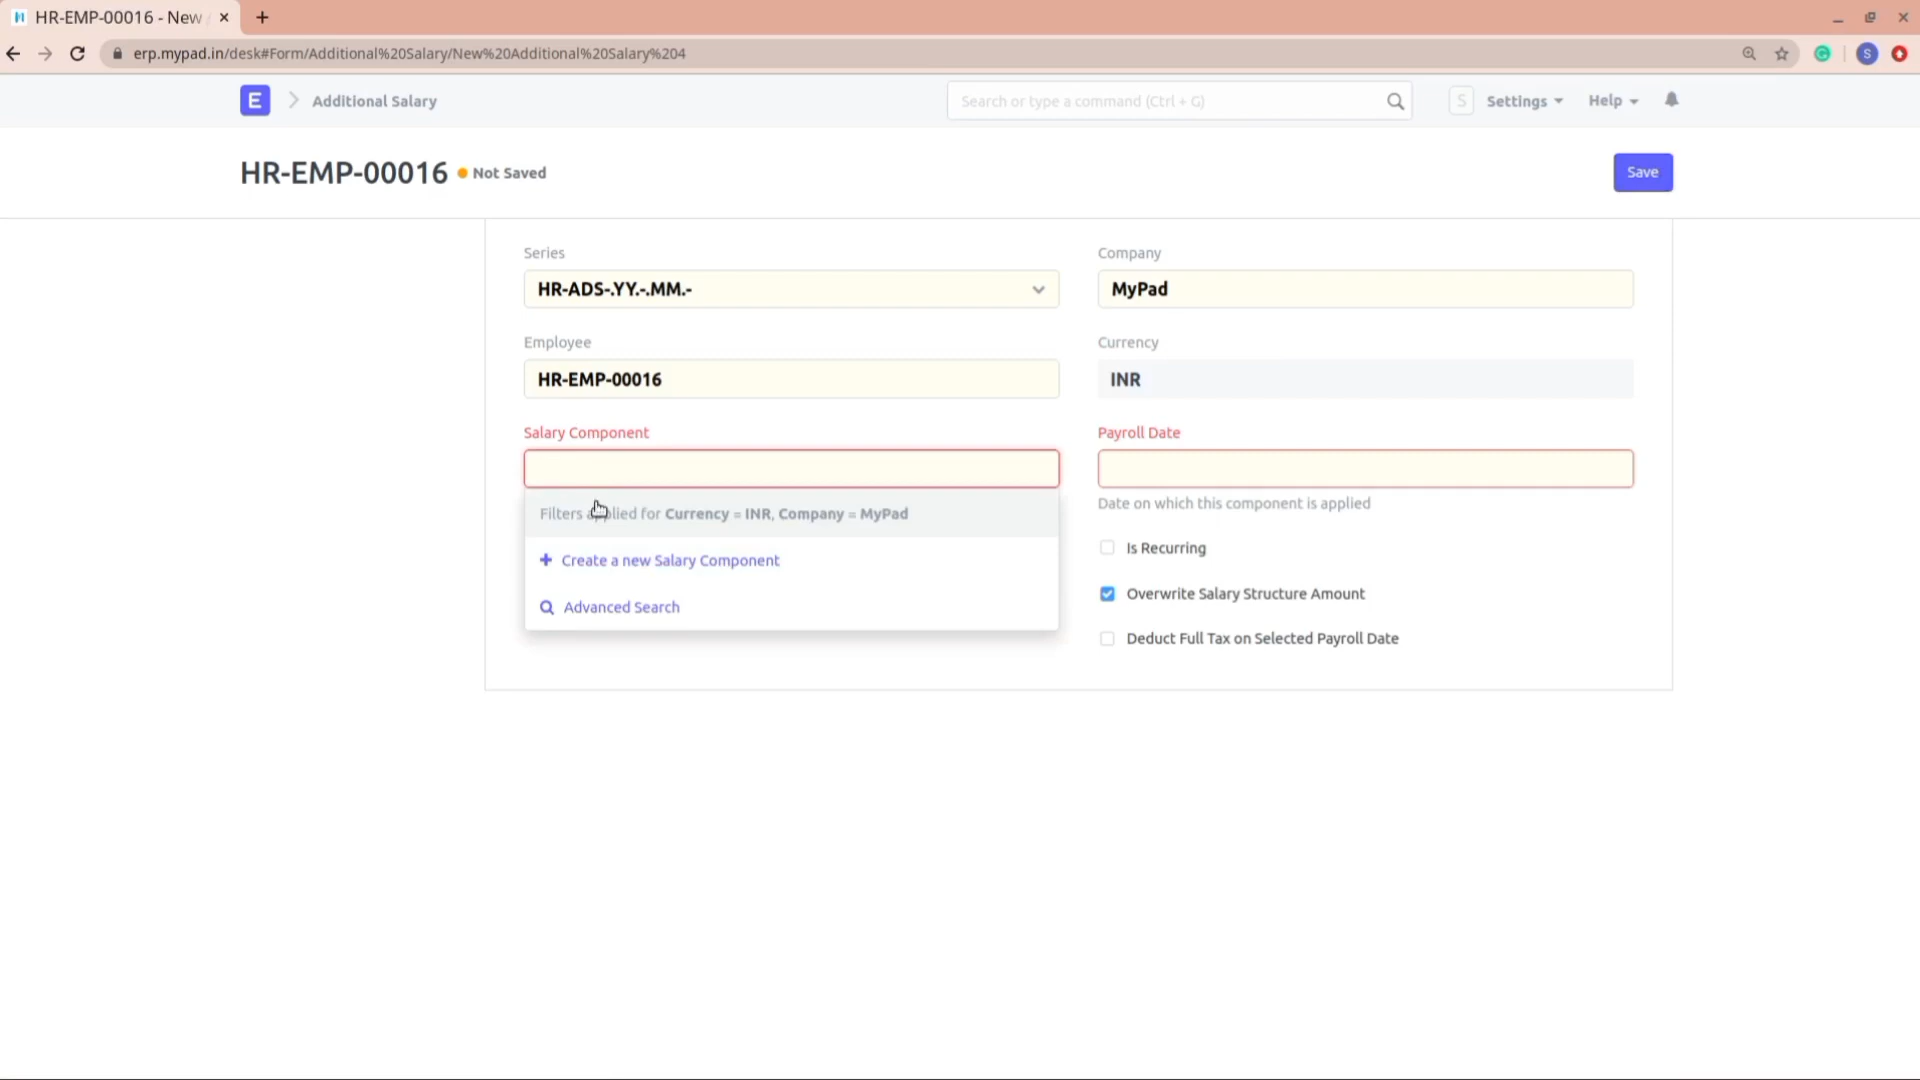 HR-EMP-00016 - New
erp.mypad.in/desk#Form/Additional%20Salary/New%20Additional%20Salary%204
S
E
Additional Salary
Search or type a command (Ctrl + G)
S
Settings
Help
HR-EMP-00016
Not Saved
Save
Series
Company
HR-ADS-.YY.-.MM.-
MyPad
Employee
Currency
HR-EMP-00016
INR
Salary Component
Payroll Date
Date on which this component is applied
Filters applied for Currency = INR, Company = MyPad
Is Recurring
Create a new Salary Component
Overwrite Salary Structure Amount
Advanced Search
Deduct Full Tax on Selected Payroll Date